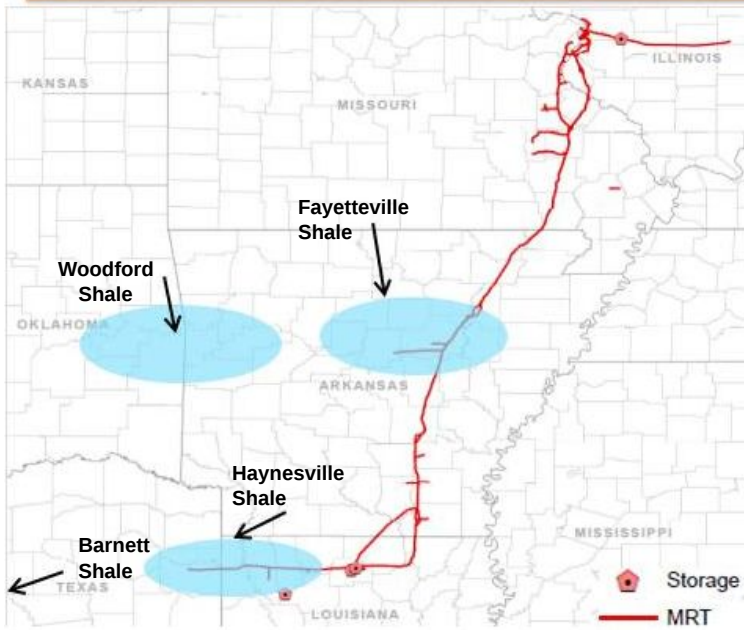 KANSAS
MISSOURI
ILLINOIS
Fayetteville
Shale
Woodford
Shale
OKLAHOMA
ARKANSAS
Haynesville
Shale
Barnett
Shale
TEXAS
LOUISIANA
MISSISSIPPI
Storage
MRT